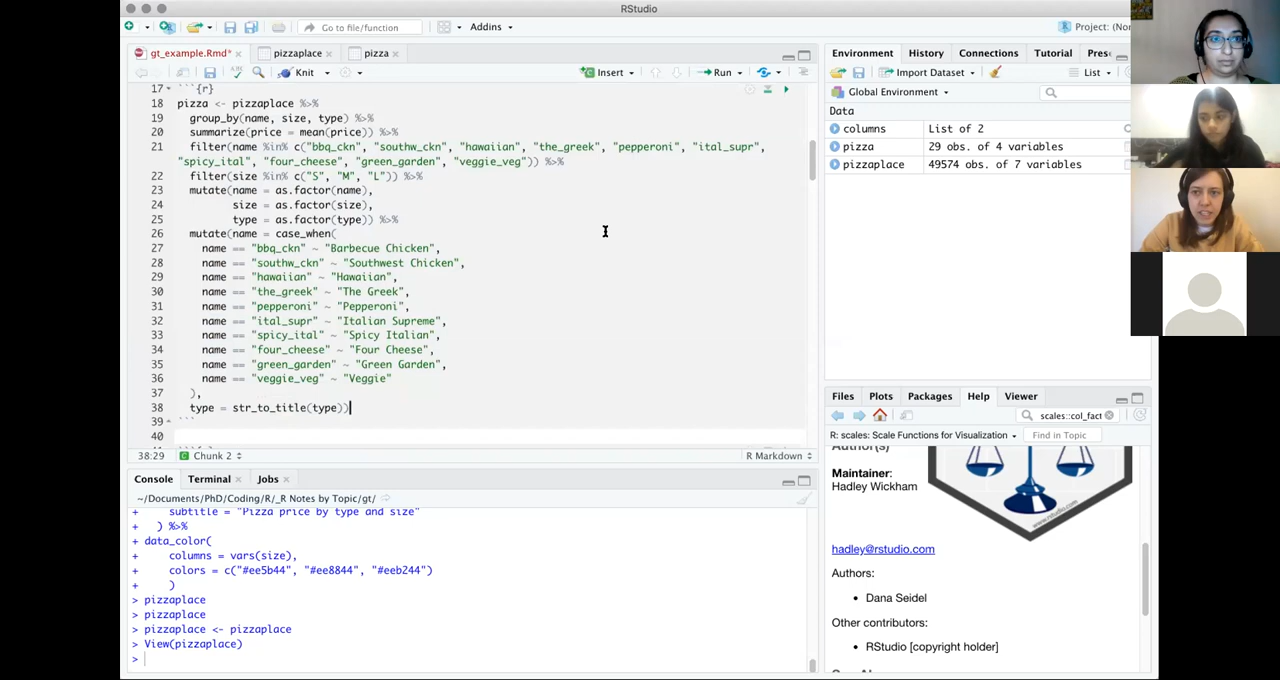 RStudio
Go to file/function
Addins
Project: (Non
gt_example.Rmd*
pizzaplace
pizza
Knit
Insert
Run
17 ```{r}
18 pizza <- pizzaplace %>%
19 group_by(name, size, type) %>%
20 summarize(price = mean(price)) %>%
21 filter(name %in% c("bbq_ckn", "southw_ckn", "hawaiian", "the_greek", "pepperoni", "ital_supr",
"spicy_ital", "four_cheese", "green_garden", "veggie_veg")) %>%
22 filter(size %in% c("S", "M", "L")) %>%
23 mutate(name = as.factor(name),
24 size = as.factor(size),
25 type = as.factor(type)) %>%
26 mutate(name = case_when(
27 name == "bbq_ckn" ~ "Barbecue Chicken",
28 name == "southw_ckn" ~ "Southwest Chicken",
29 name == "hawaiian" ~ "Hawaiian",
30 name == "the_greek" ~ "The Greek",
31 name == "pepperoni" ~ "Pepperoni",
32 name == "ital_supr" ~ "Italian Supreme",
33 name == "spicy_ital" ~ "Spicy Italian",
34 name == "four_cheese" ~ "Four Cheese",
35 name == "green_garden" ~ "Green Garden",
36 name == "veggie_veg" ~ "Veggie"
37 ),
38 type = str_to_title(type))
39 ```
40
38:29 Chunk 2 R Markdown
Console Terminal Jobs
~/Documents/PhD/Coding/R/_R Notes by Topic/gt/
+ subtitle = "Pizza price by type and size"
+ ) %>%
+ data_color(
+ columns = vars(size),
+ colors = c("#ee5b44", "#ee8844", "#eeb244")
+ )
> pizzaplace
> pizzaplace
> pizzaplace <- pizzaplace
> View(pizzaplace)
>
Environment History Connections Tutorial Pres
Import Dataset List
Global Environment
Data
columns List of 2
pizza 29 obs. of 4 variables
pizzaplace 49574 obs. of 7 variables
Files Plots Packages Help Viewer
scales::col_fact
R: scales: Scale Functions for Visualization Find in Topic
Author(s)
Maintainer:
Hadley Wickham
hadley@rstudio.com
Authors:
• Dana Seidel
Other contributors:
• RStudio [copyright holder]